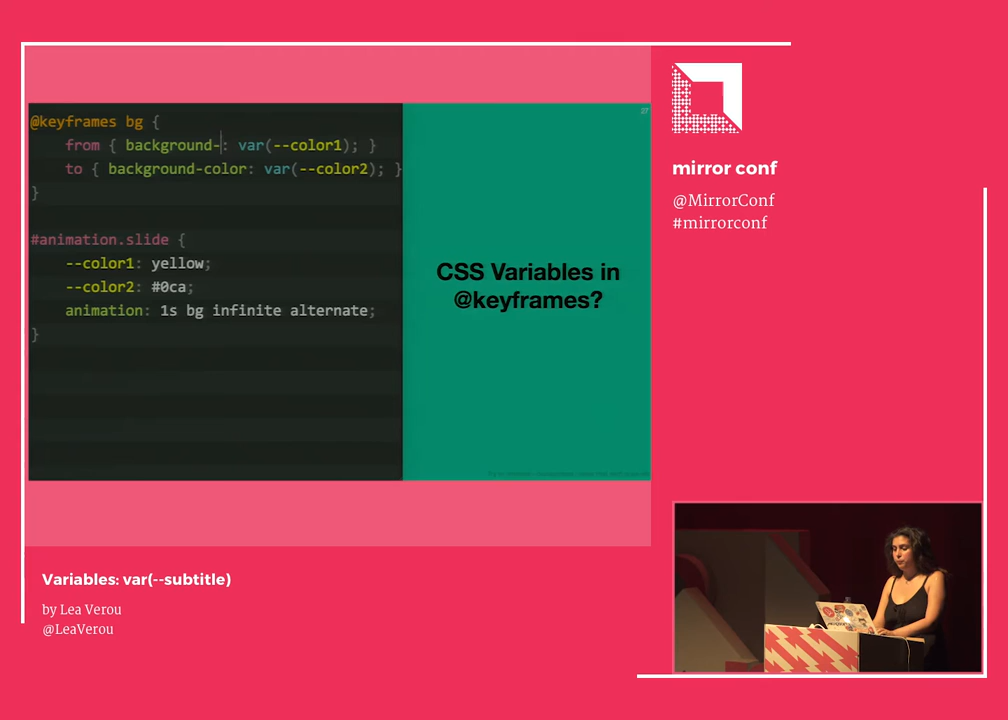 @keyframes bg {
from { background-: var(--color1); }
to { background-color: var(--color2); }
}
#animation.slide {
--color1: yellow;
--color2: #0ca;
animation: 1s bg infinite alternate;
}
CSS Variables in
@keyframes?
mirror conf
@MirrorConf
#mirrorconf
Variables: var(--subtitle)
by Lea Verou
@LeaVerou